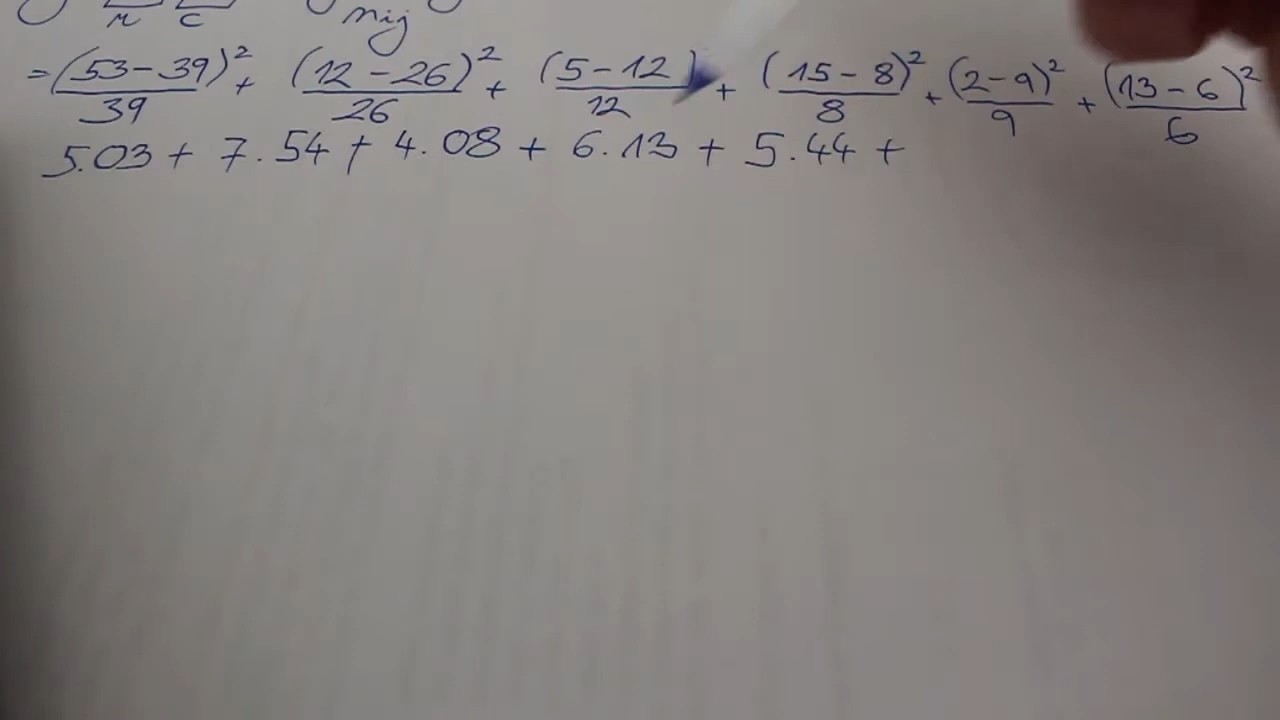 r c mij
= (53-39)²/39 + (12-26)²/26 + (5-12)/12 + (15-8)²/8 + (2-9)²/9 + (13-6)²/6
5.03 + 7.54 + 4.08 + 6.13 + 5.44 +